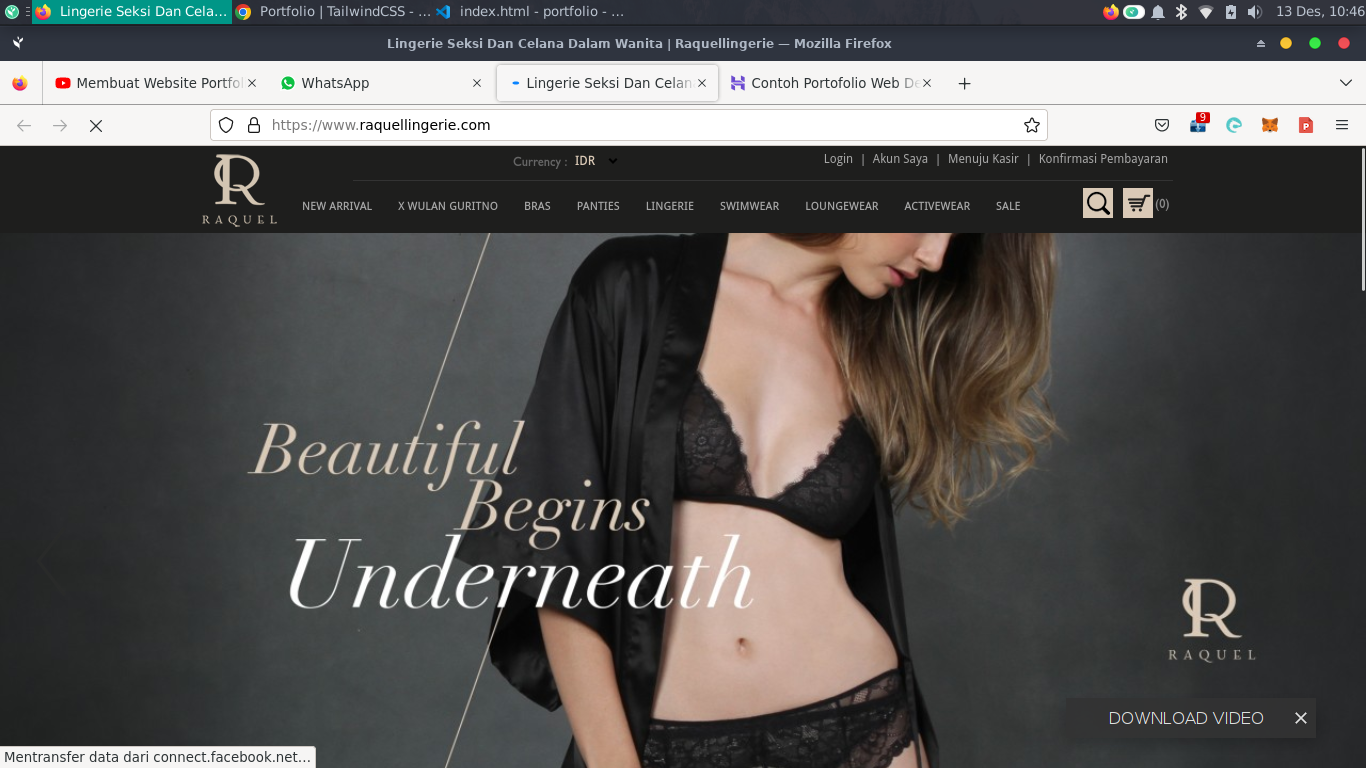 Lingerie Seksi Dan Cela...
Portfolio | TailwindCSS - ...
index.html - portfolio - ...
13 Des, 10:46
Lingerie Seksi Dan Celana Dalam Wanita | Raquellingerie — Mozilla Firefox
Membuat Website Portfol
WhatsApp
Lingerie Seksi Dan Celan
Contoh Portofolio Web De
https://www.raquellingerie.com
9
Currency : IDR
Login | Akun Saya | Menuju Kasir | Konfirmasi Pembayaran
RAQUEL
NEW ARRIVAL X WULAN GURITNO BRAS PANTIES LINGERIE SWIMWEAR LOUNGEWEAR ACTIVEWEAR SALE
(0)
Beautiful
Begins
Underneath
RAQUEL
DOWNLOAD VIDEO
Mentransfer data dari connect.facebook.net...